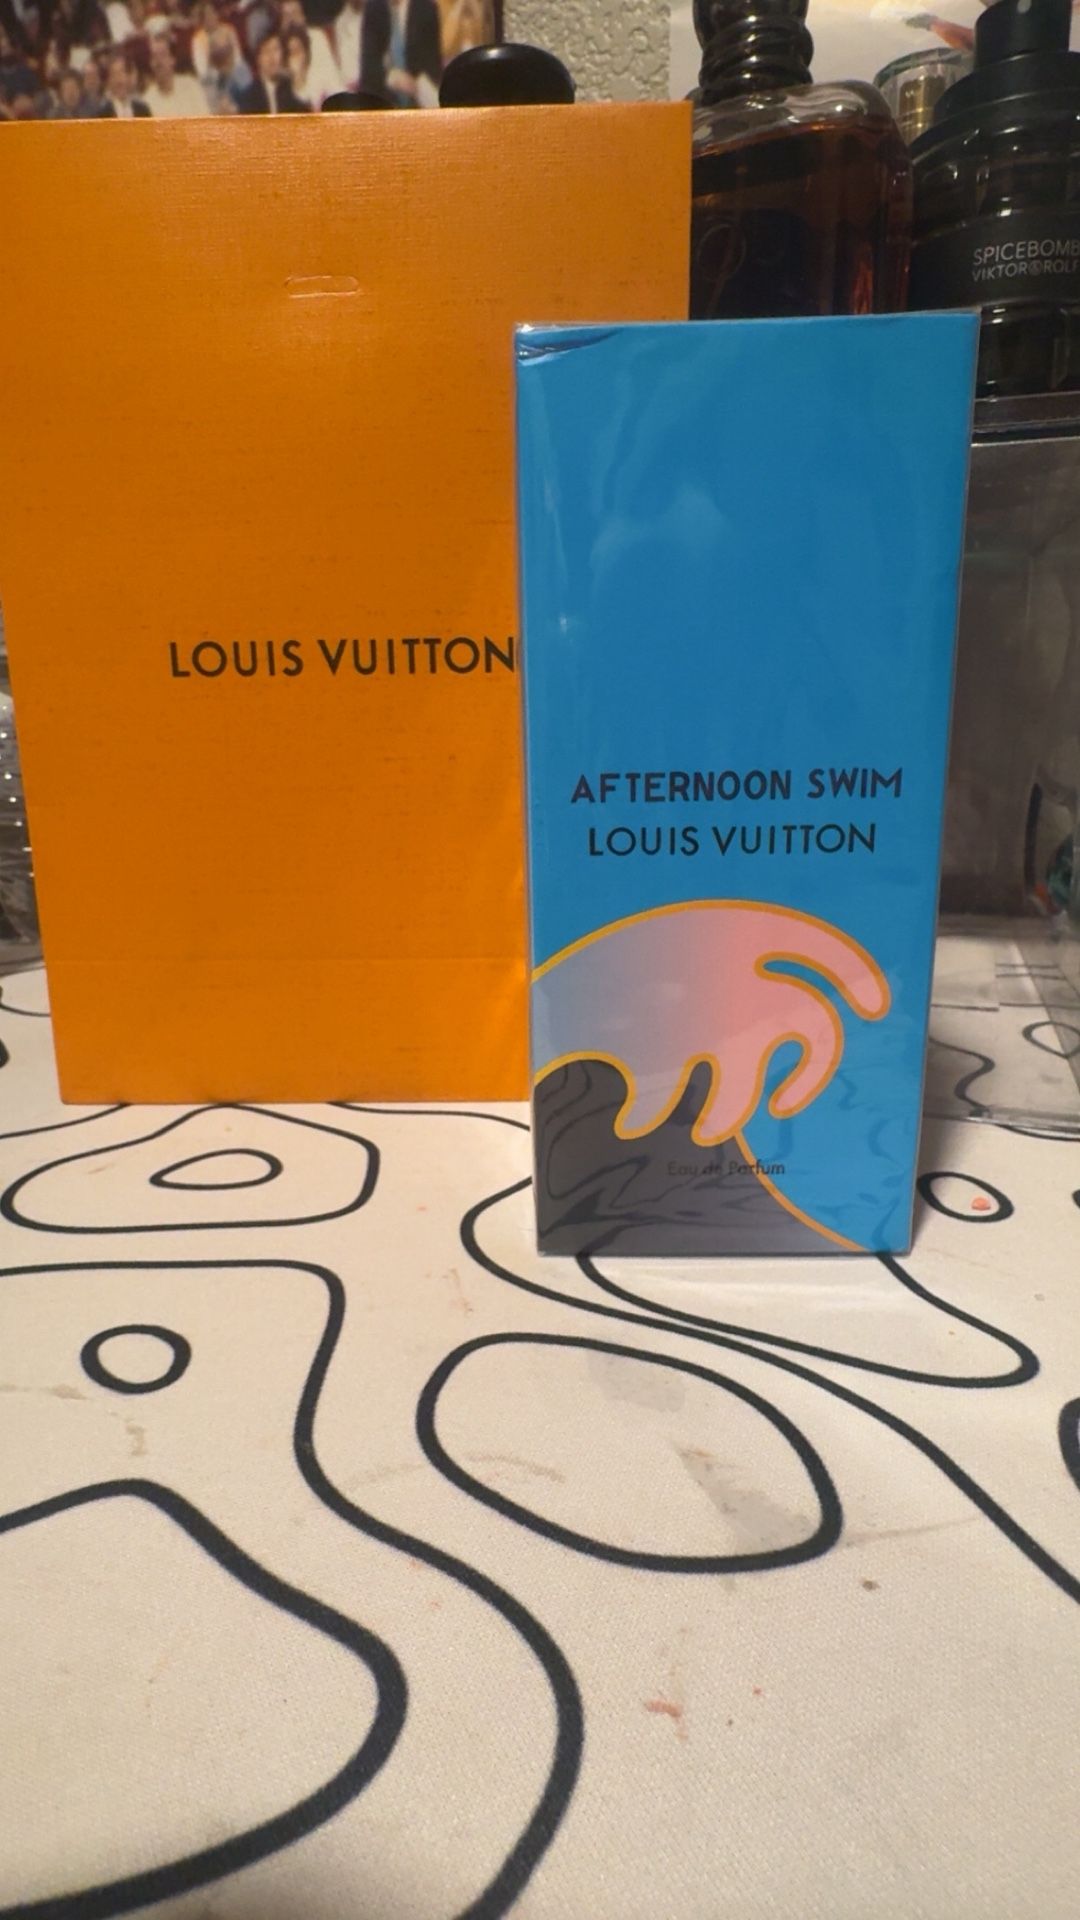 SPICEBOMB
VIKTOR®ROLF
LOUIS VUITTON
AFTERNOON SWIM
LOUIS VUITTON
Eau de Parfum